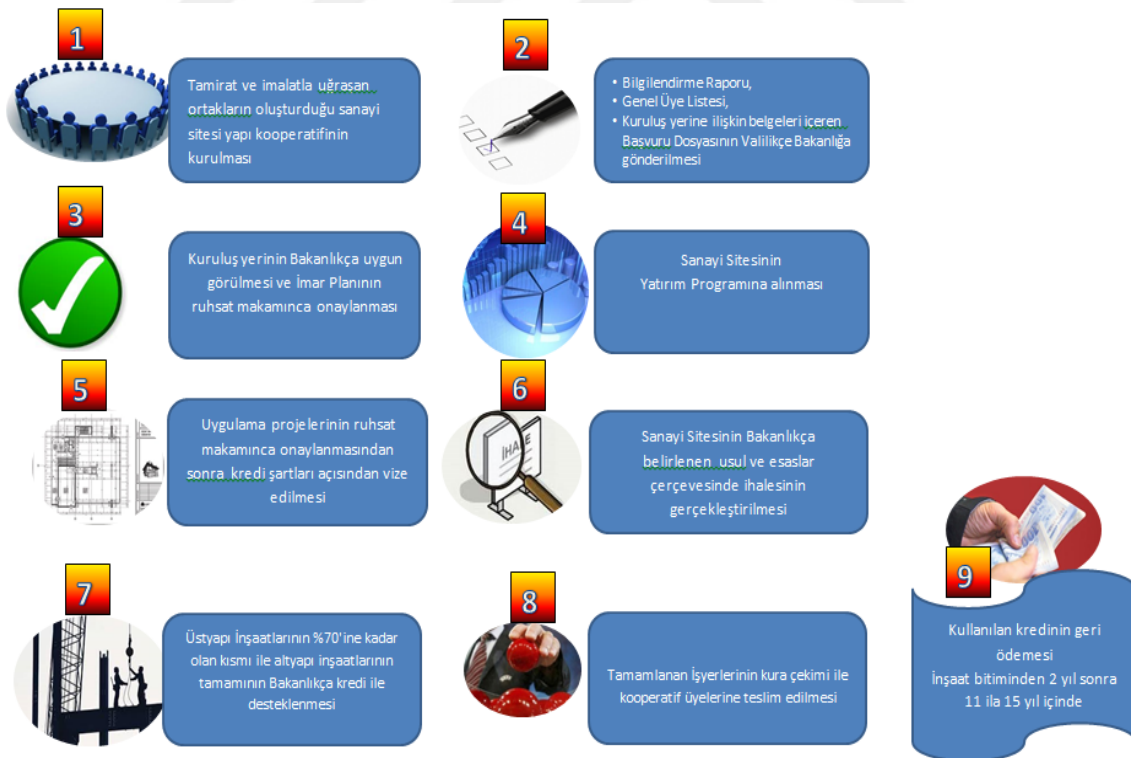 1
Tamirat ve imalatla uğraşan
ortakların oluşturduğu sanayi
sitesi yapı kooperatifinin
kurulması
2
• Bilgilendirme Raporu,
• Genel Üye Listesi,
• Kuruluş yerine ilişkin belgeleri içeren
Başvuru Dosyasının Valilikçe Bakanlığa
gönderilmesi
3
Kuruluş yerinin Bakanlıkça uygun
görülmesi ve İmar Planının
ruhsat makamınca onaylanması
4
Sanayi Sitesinin
Yatırım Programına alınması
5
Uygulama projelerinin ruhsat
makamınca onaylanmasından
sonra kredi şartları açısından vize
edilmesi
6
İHALE
Sanayi Sitesinin Bakanlıkça
belirlenen usul ve esaslar
çerçevesinde ihalesinin
gerçekleştirilmesi
7
Üstyapı İnşaatlarının %70'ine kadar
olan kısmı ile altyapı inşaatlarının
tamamının Bakanlıkça kredi ile
desteklenmesi
8
Tamamlanan İşyerlerinin kura çekimi ile
kooperatif üyelerine teslim edilmesi
9
Kullanılan kredinin geri
ödemesi
İnşaat bitiminden 2 yıl sonra
11 ila 15 yıl içinde